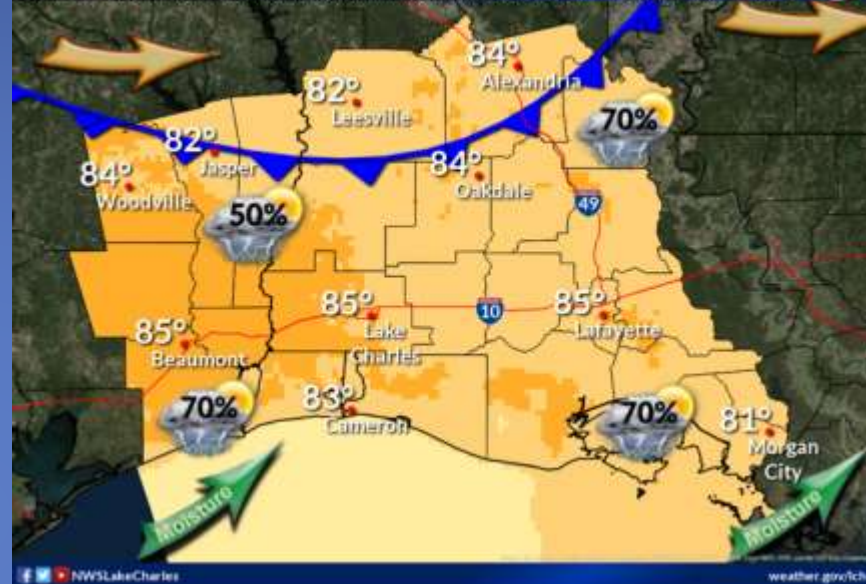 84°
Alexandria
82°
Leesville
70%
82°
Jasper
84°
Woodville
84°
Oakdale
50%
49
85°
Lake
Charles
10
85°
Lafayette
85°
Beaumont
70%
83°
Cameron
70%
81°
Morgan
City
Moisture
Moisture
NWSLakeCharles
weather.gov/lch